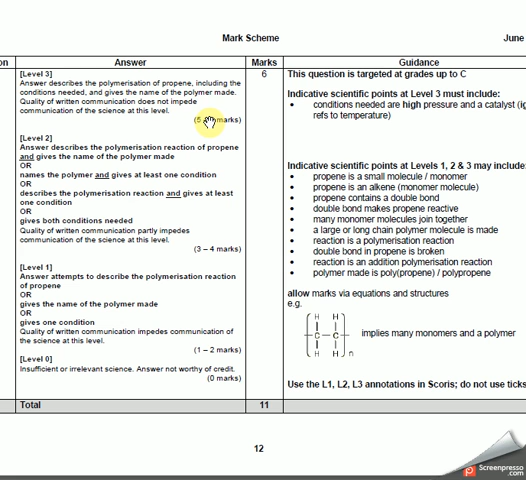 Mark Scheme
June
on
Answer
Marks
Guidance
[Level 3]
Answer describes the polymerisation of propene, including the
conditions needed, and gives the name of the polymer made.
Quality of written communication does not impede
communication of the science at this level.
marks)
[Level 2]
Answer describes the polymerisation reaction of propene
and gives the name of the polymer made
OR
names the polymer and gives at least one condition
OR
describes the polymerisation reaction and gives at least
one condition
OR
gives both conditions needed
Quality of written communication partly impedes
communication of the science at this level.
(3 – 4 marks)
[Level 1]
Answer attempts to describe the polymerisation reaction
of propene
OR
gives the name of the polymer made
OR
gives one condition
Quality of written communication impedes communication of
the science at this level.
(1 – 2 marks)
[Level 0]
Insufficient or irrelevant science. Answer not worthy of credit.
(0 marks)
6
This question is targeted at grades up to C
Indicative scientific points at Level 3 must include:
• conditions needed are high pressure and a catalyst (ig
refs to temperature)
Indicative scientific points at Levels 1, 2 & 3 may include:
• propene is a small molecule / monomer
• propene is an alkene (monomer molecule)
• propene contains a double bond
• double bond makes propene reactive
• many monomer molecules join together
• a large or long chain polymer molecule is made
• reaction is a polymerisation reaction
• double bond in propene is broken
• reaction is an addition polymerisation reaction
• polymer made is poly(propene) / polypropene
allow marks via equations and structures
e.g.
H H
C C
H H n
implies many monomers and a polymer
Use the L1, L2, L3 annotations in Scoris; do not use ticks
Total
11
12
Screenpresso
.com